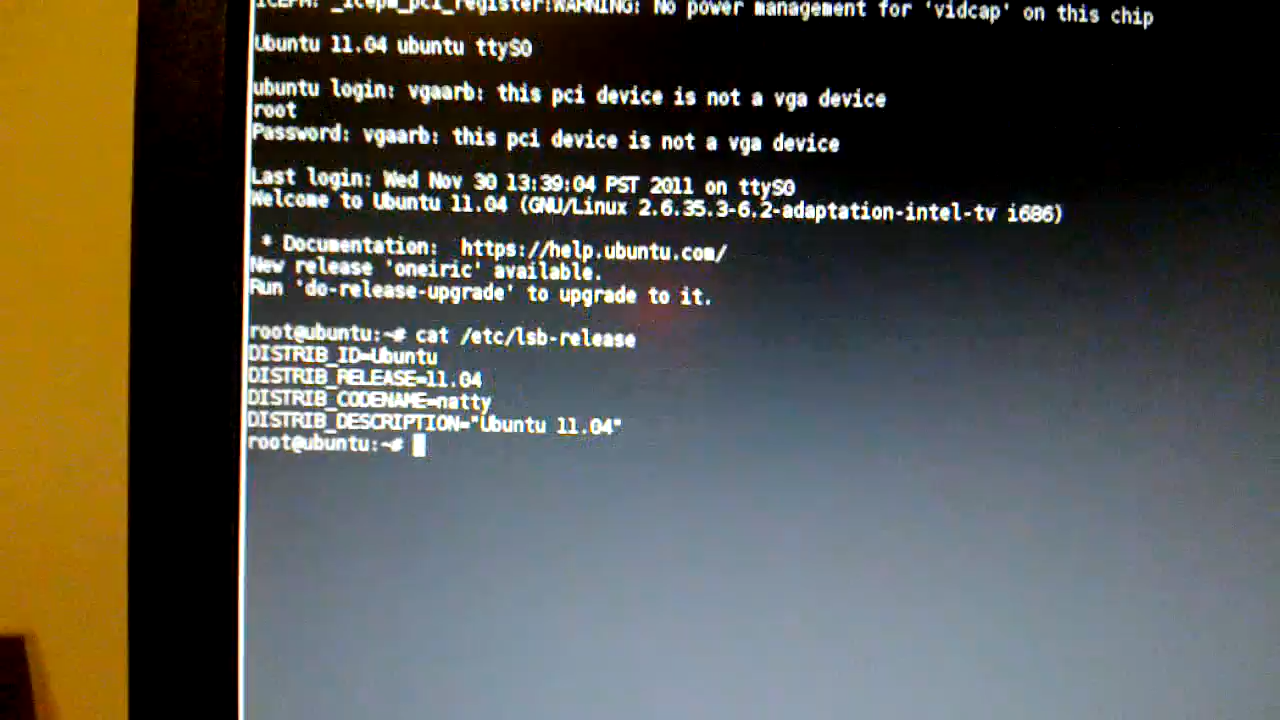 ICEPM: _icepm_pci_register:WARNING: No power management for 'vidcap' on this chip
Ubuntu 11.04 ubuntu ttyS0
ubuntu login: vgaarb: this pci device is not a vga device
root
Password: vgaarb: this pci device is not a vga device
Last login: Wed Nov 30 13:39:04 PST 2011 on ttyS0
Welcome to Ubuntu 11.04 (GNU/Linux 2.6.35.3-6.2-adaptation-intel-tv i686)
* Documentation:  https://help.ubuntu.com/
New release 'oneiric' available.
Run 'do-release-upgrade' to upgrade to it.
root@ubuntu:~# cat /etc/lsb-release
DISTRIB_ID=Ubuntu
DISTRIB_RELEASE=11.04
DISTRIB_CODENAME=natty
DISTRIB_DESCRIPTION="Ubuntu 11.04"
root@ubuntu:~#